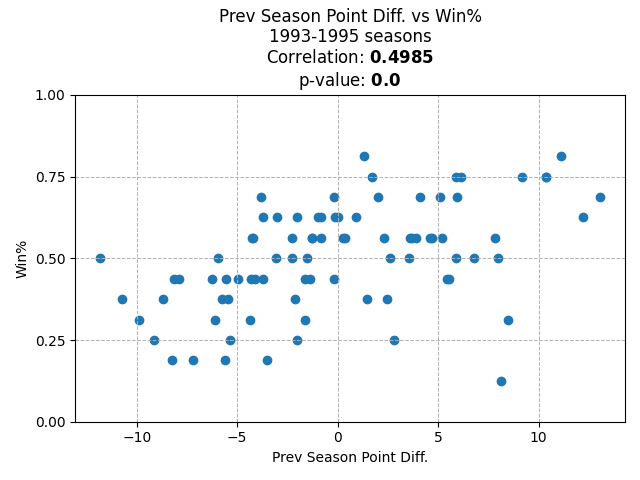 Prev Season Point Diff. vs Win%
1993-1995 seasons
Correlation: 0.4985
p-value: 0.0
1.00
0.75
0.50
0.25
0.00
Win%
−10
−5
0
5
10
Prev Season Point Diff.